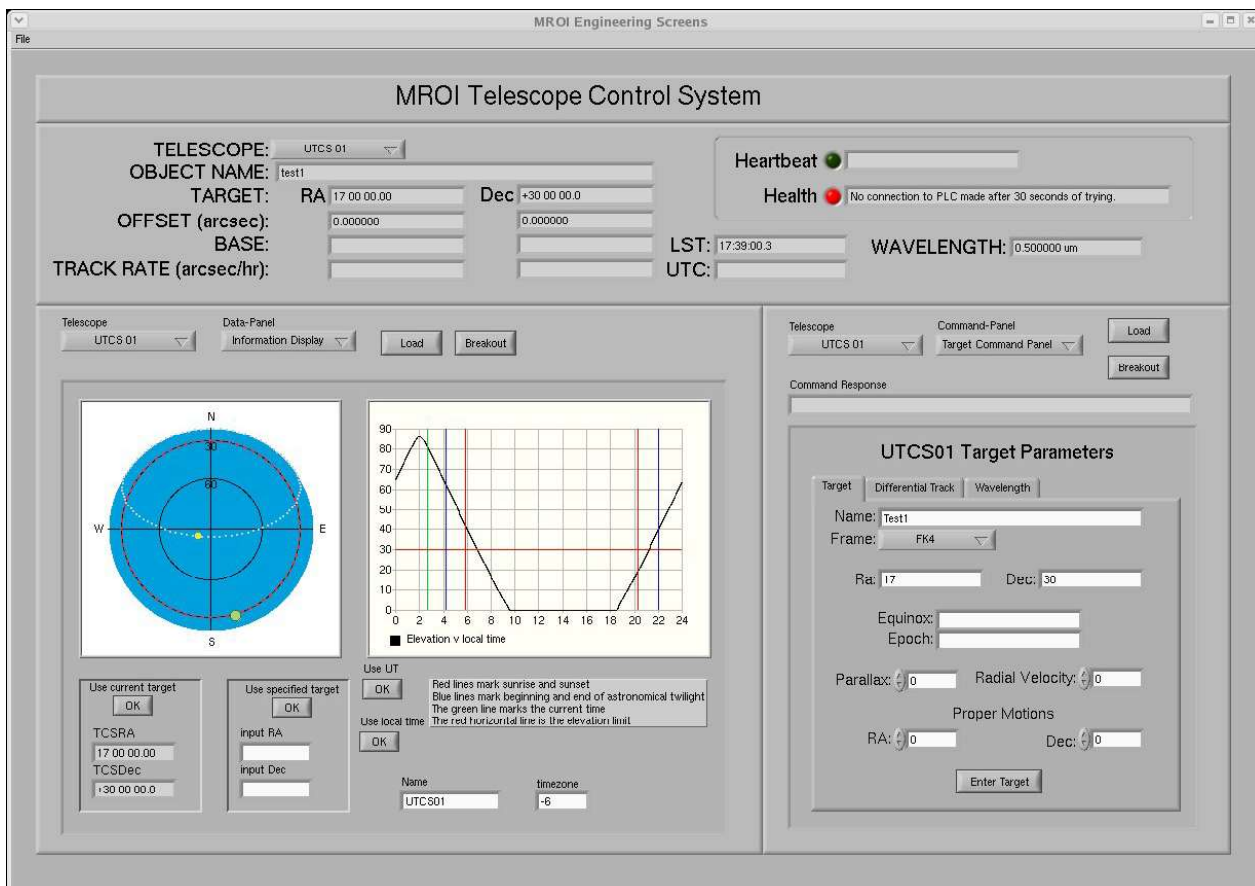 MROI Engineering Screens
File
MROI Telescope Control System
TELESCOPE: UTCS 01
OBJECT NAME: test1
TARGET: RA 17 00 00.00 Dec +30 00 00.0
OFFSET (arcsec): 0.000000 0.000000
BASE:
TRACK RATE (arcsec/hr):
Heartbeat
Health No connection to PLC made after 30 seconds of trying.
LST: 17:39:00.3 WAVELENGTH: 0.500000 um
UTC:
Telescope Data-Panel
UTCS 01 Information Display Load Breakout
N
30
60
W E
S
90
80
70
60
50
40
30
20
10
0
0 2 4 6 8 10 12 14 16 18 20 22 24
Elevation v local time
Use current target
OK
TCSRA
17 00 00.00
TCSDec
+30 00 00.0
Use specified target
OK
input RA
input Dec
Use UT
OK
Use local time
OK
Red lines mark sunrise and sunset
Blue lines mark beginning and end of astronomical twilight
The green line marks the current time
The red horizontal line is the elevation limit
Name timezone
UTCS01 -6
Telescope Command-Panel
UTCS 01 Target Command Panel Load
Breakout
Command Response
UTCS01 Target Parameters
Target Differential Track Wavelength
Name: Test1
Frame: FK4
Ra: 17 Dec: 30
Equinox:
Epoch:
Parallax: 0 Radial Velocity: 0
Proper Motions
RA: 0 Dec: 0
Enter Target